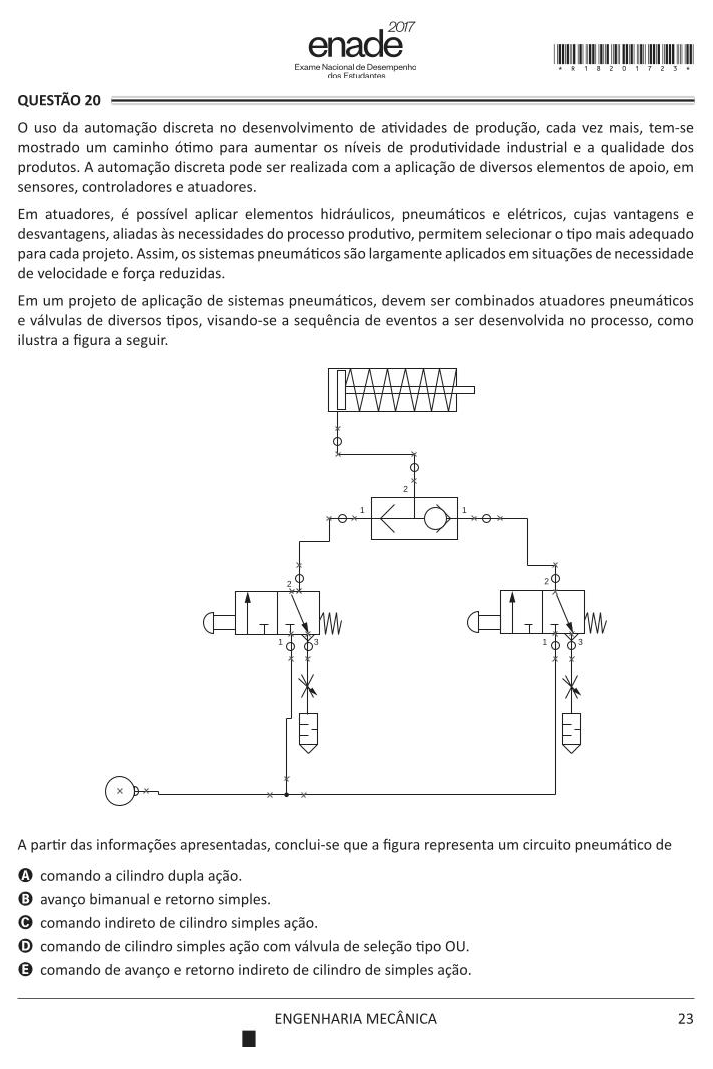 2017
enade
Exame Nacional de Desempenho
dos Estudantes
* R 1 8 2 0 1 7 2 3 *
QUESTÃO 20
O uso da automação discreta no desenvolvimento de atividades de produção, cada vez mais, tem-se
mostrado um caminho ótimo para aumentar os níveis de produtividade industrial e a qualidade dos
produtos. A automação discreta pode ser realizada com a aplicação de diversos elementos de apoio, em
sensores, controladores e atuadores.
Em atuadores, é possível aplicar elementos hidráulicos, pneumáticos e elétricos, cujas vantagens e
desvantagens, aliadas às necessidades do processo produtivo, permitem selecionar o tipo mais adequado
para cada projeto. Assim, os sistemas pneumáticos são largamente aplicados em situações de necessidade
de velocidade e força reduzidas.
Em um projeto de aplicação de sistemas pneumáticos, devem ser combinados atuadores pneumáticos
e válvulas de diversos tipos, visando-se a sequência de eventos a ser desenvolvida no processo, como
ilustra a figura a seguir.
2
1 1
2 2
1 3 1 3
A partir das informações apresentadas, conclui-se que a figura representa um circuito pneumático de
A comando a cilindro dupla ação.
B avanço bimanual e retorno simples.
C comando indireto de cilindro simples ação.
D comando de cilindro simples ação com válvula de seleção tipo OU.
E comando de avanço e retorno indireto de cilindro de simples ação.
ENGENHARIA MECÂNICA 23